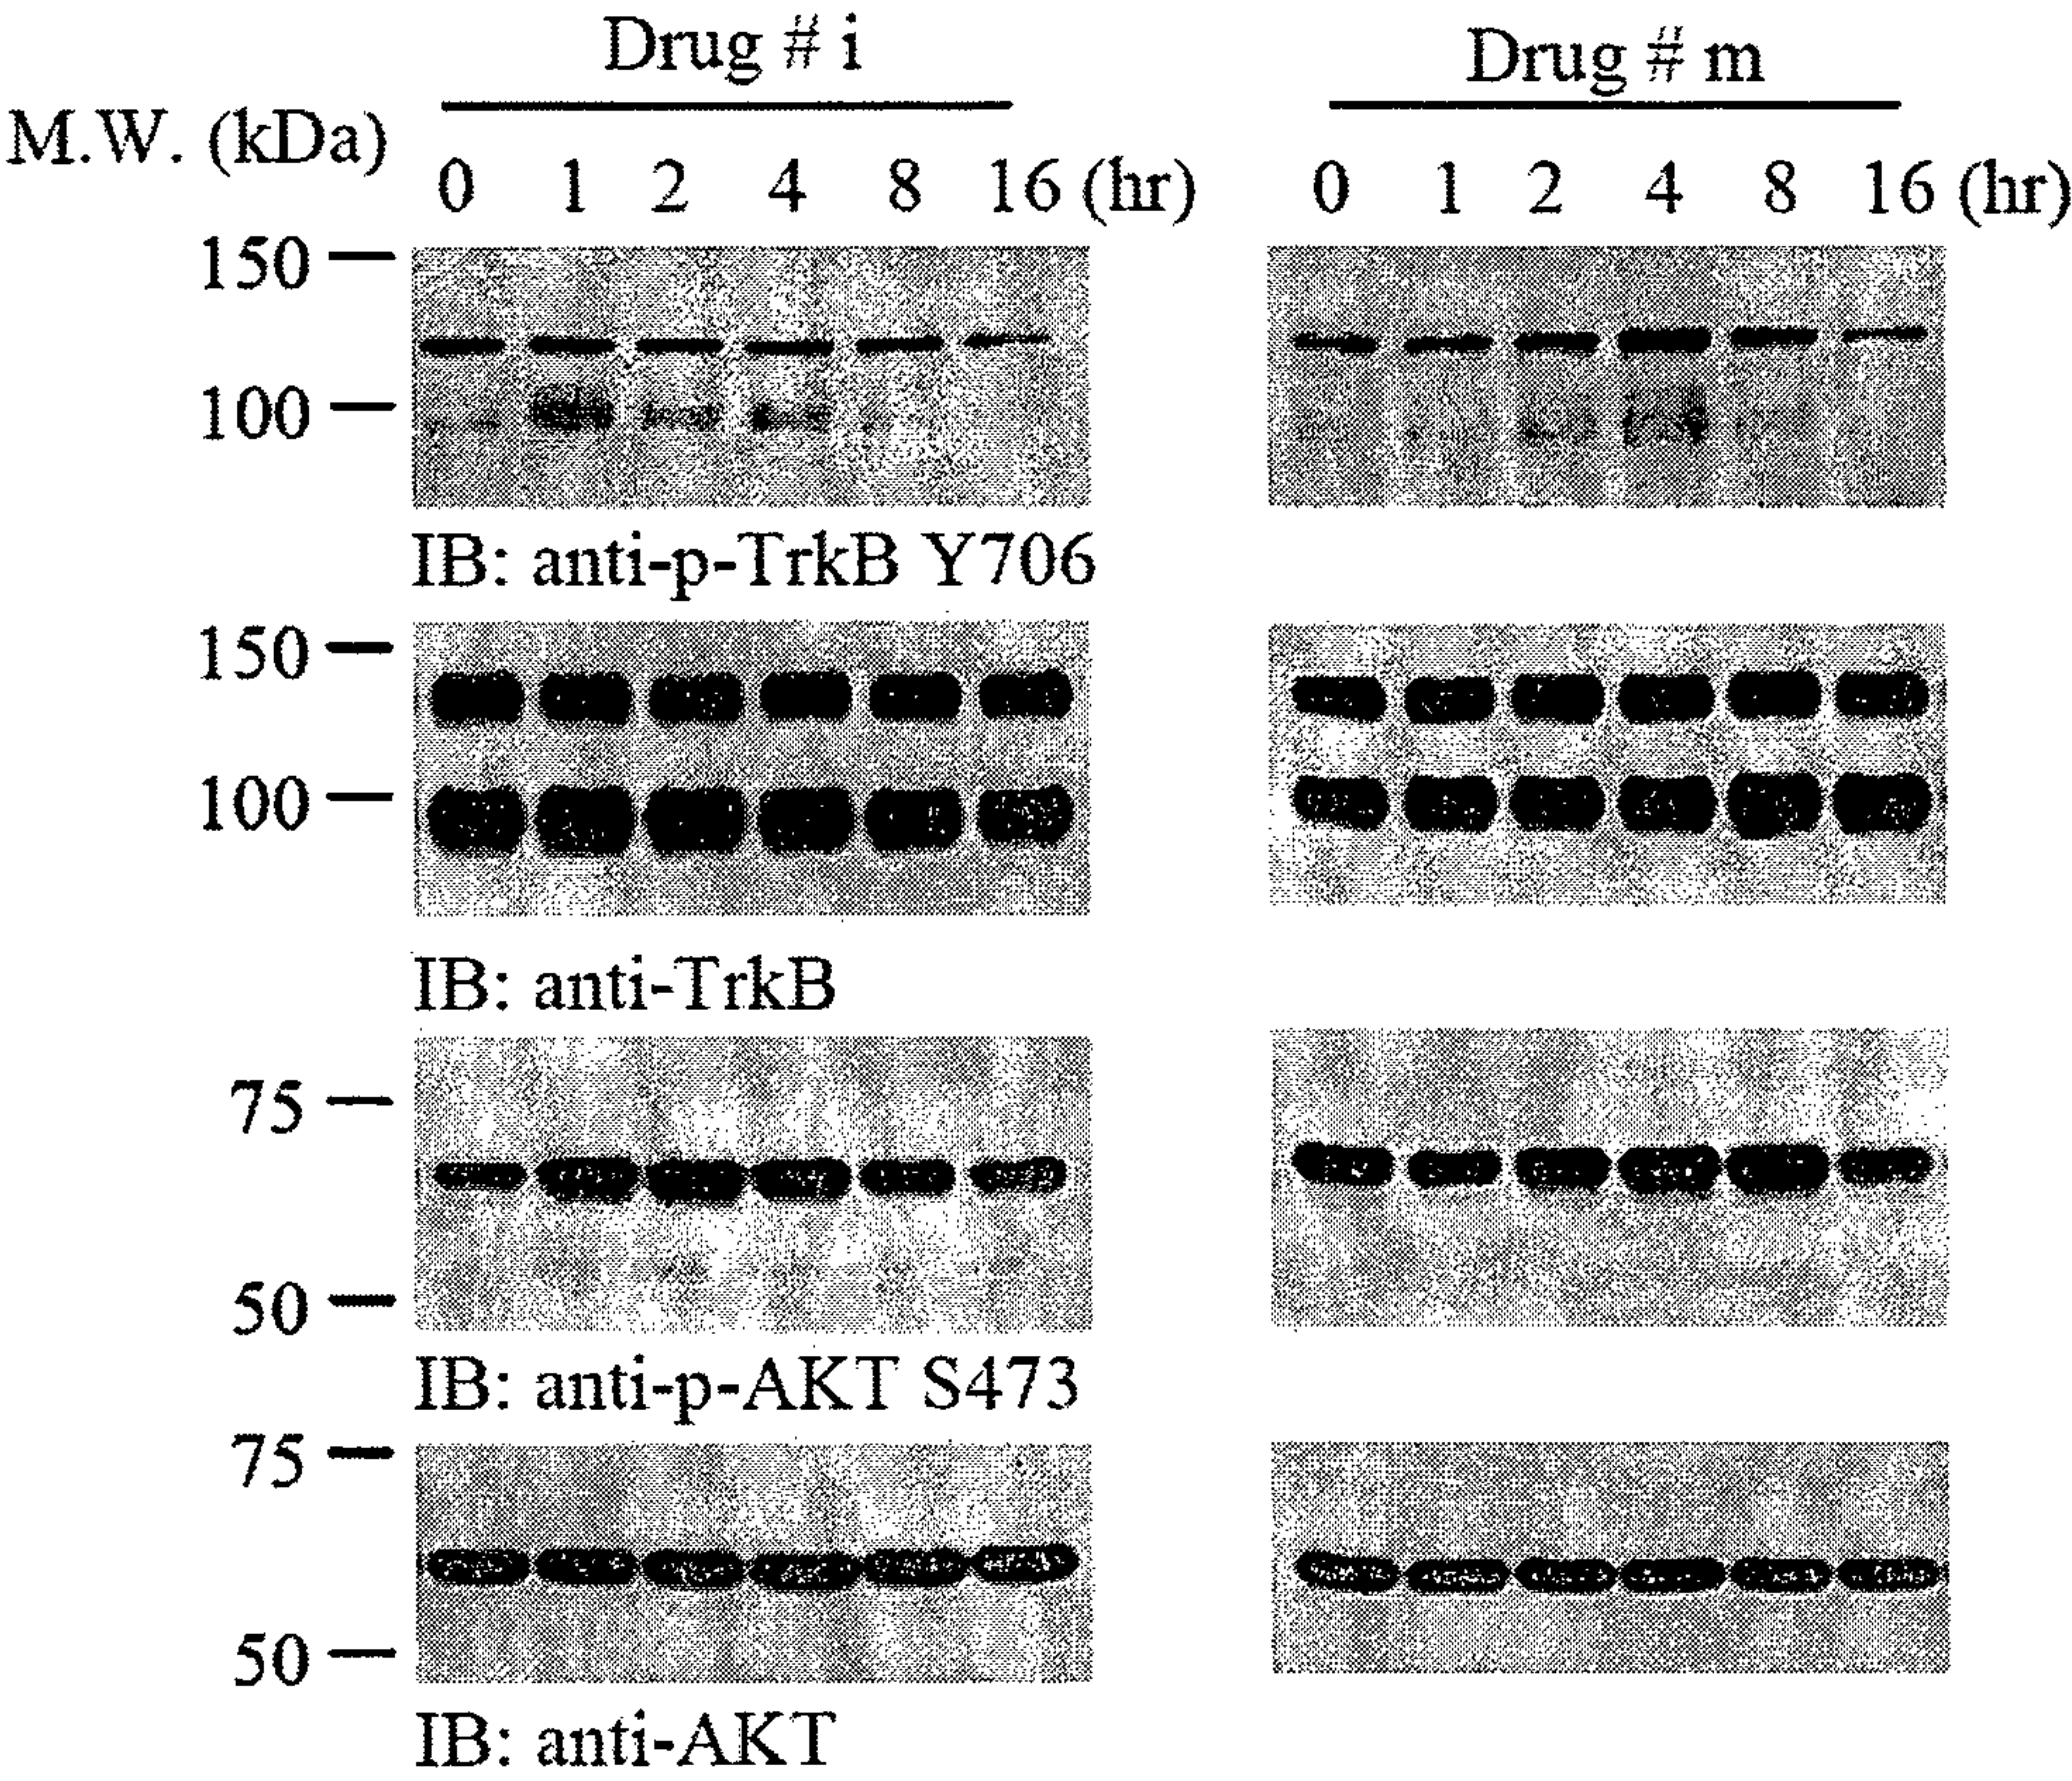 Drug # i Drug # m
M.W. (kDa) 0 1 2 4 8 16 (hr) 0 1 2 4 8 16 (hr)
150
100
IB: anti-p-TrkB Y706
150
100
IB: anti-TrkB
75
50
IB: anti-p-AKT S473
75
50
IB: anti-AKT